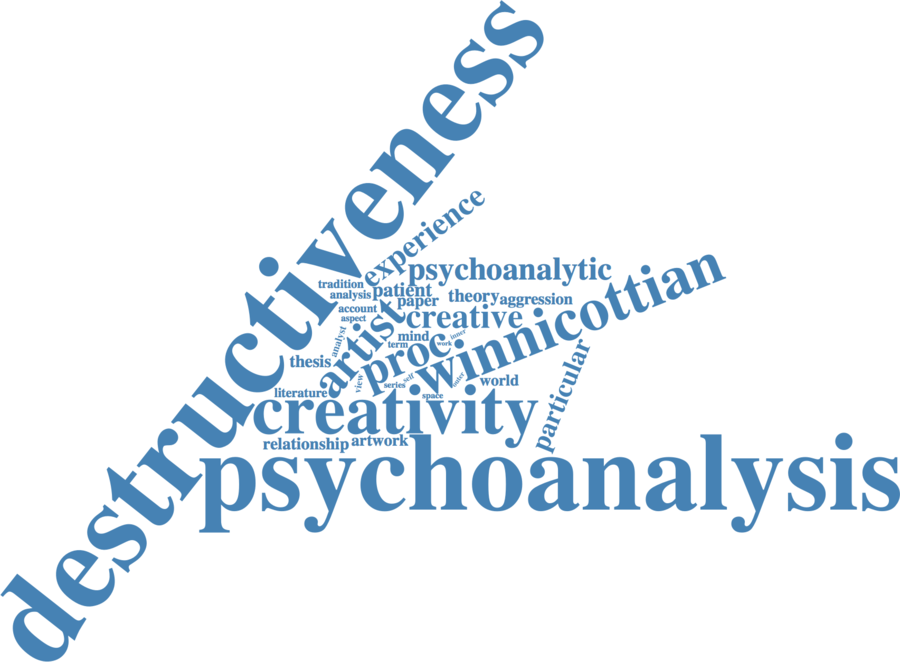 destructiveness
experience
psychoanalytic
winnicottian
tradition
patient
analysis
paper
theory
aggression
account
aspect
creative
artist
analyst
mind
term
proc.
work
inner
thesis
view
series
self
outer
world
space
literature
particular
creativity
relationship
artwork
psychoanalysis